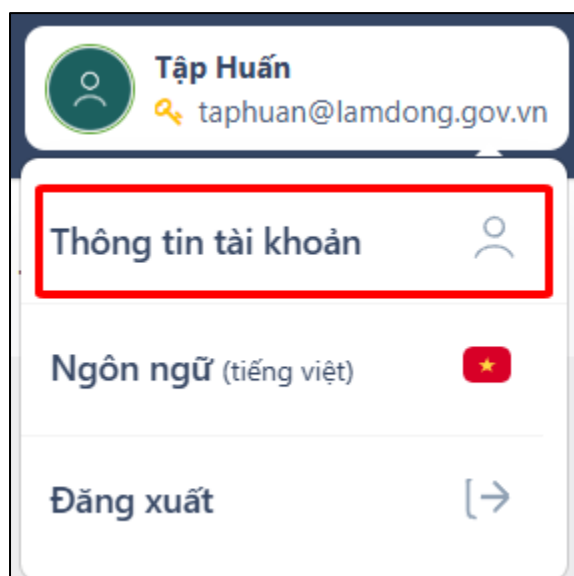 Tập Huấn
taphuan@lamdong.gov.vn
Thông tin tài khoản
Ngôn ngữ (tiếng việt)
Đăng xuất